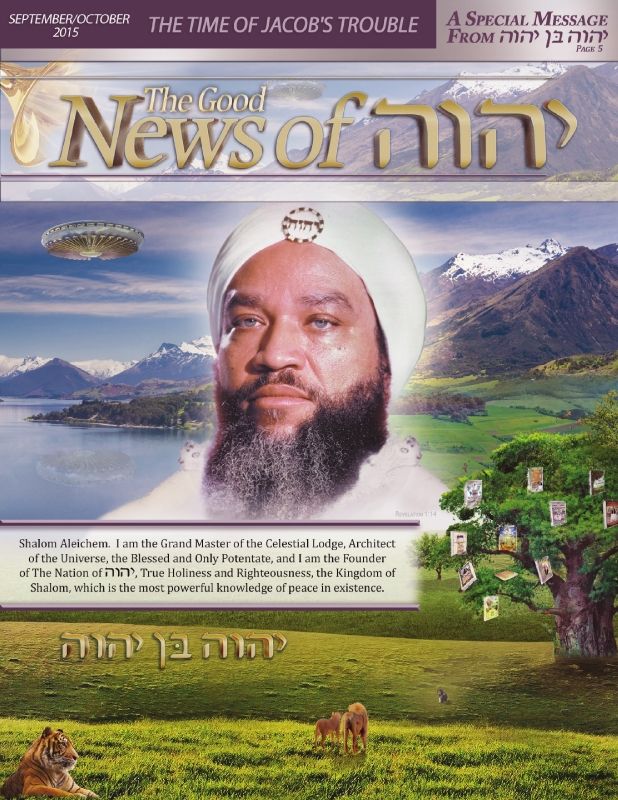 SEPTEMBER/OCTOBER
2015
THE TIME OF JACOB'S TROUBLE
A SPECIAL MESSAGE
FROM יהוה בן יהוה
PAGE 5
The Good
News of יהוה
יהוה
REVELATION 1:14
Shalom Aleichem. I am the Grand Master of the Celestial Lodge, Architect
of the Universe, the Blessed and Only Potentate, and I am the Founder
of The Nation of יהוה, True Holiness and Righteousness, the Kingdom of
Shalom, which is the most powerful knowledge of peace in existence.
יהוה בן יהוה